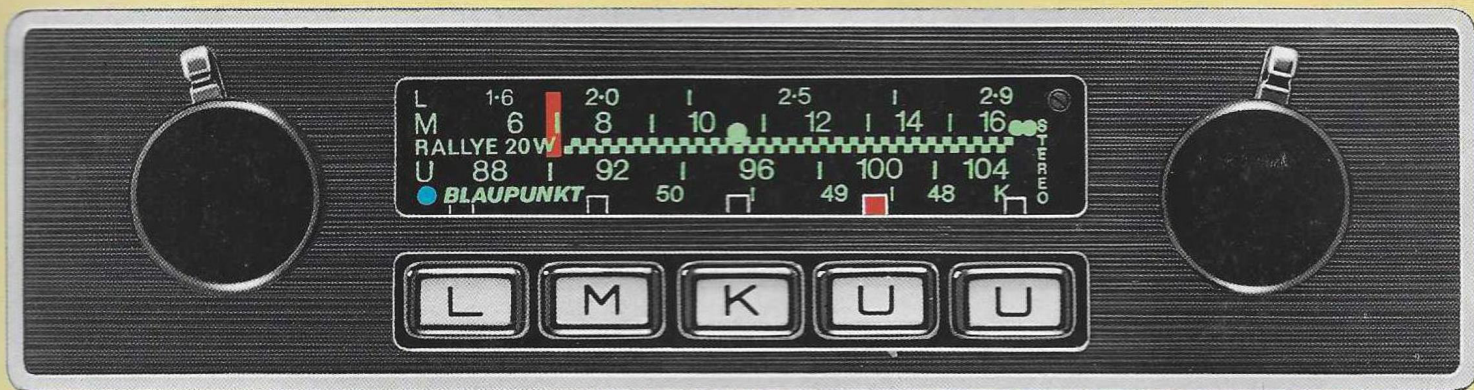 L 1·6 2·0 2·5 2·9
M 6 8 10 12 14 16
RALLYE 20W
STEREO
U 88 92 96 100 104
BLAUPUNKT 50 49 48 K
L M K U U